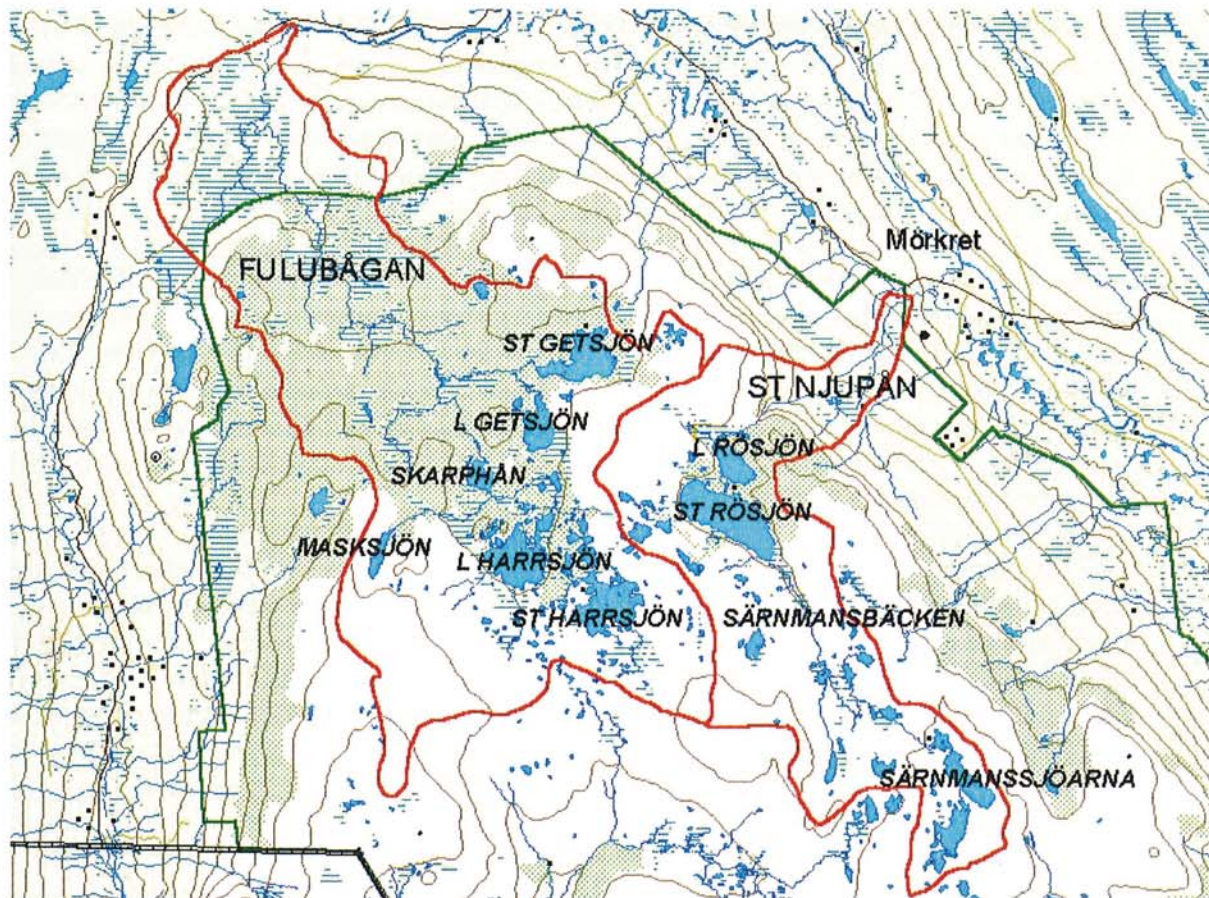 Mörkret
FULUBÅGAN
ST GETSJÖN
ST NJUPÅN
L GETSJÖN
L RÖSJÖN
SKARPHÅN
ST RÖSJÖN
MASKSJÖN
L HARRSJÖN
ST HARRSJÖN
SÄRNMANSBÄCKEN
SÄRNMANSSJÖARNA